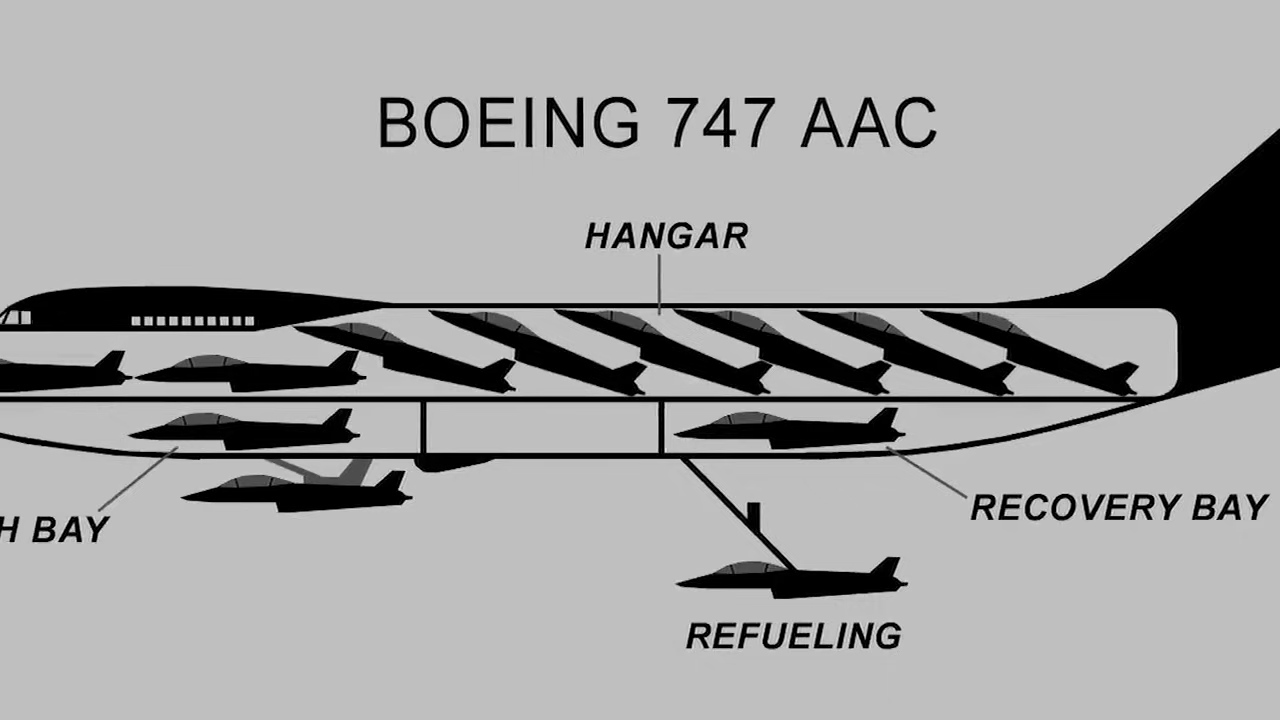 BOEING 747 AAC
HANGAR
RECOVERY BAY
H BAY
REFUELING